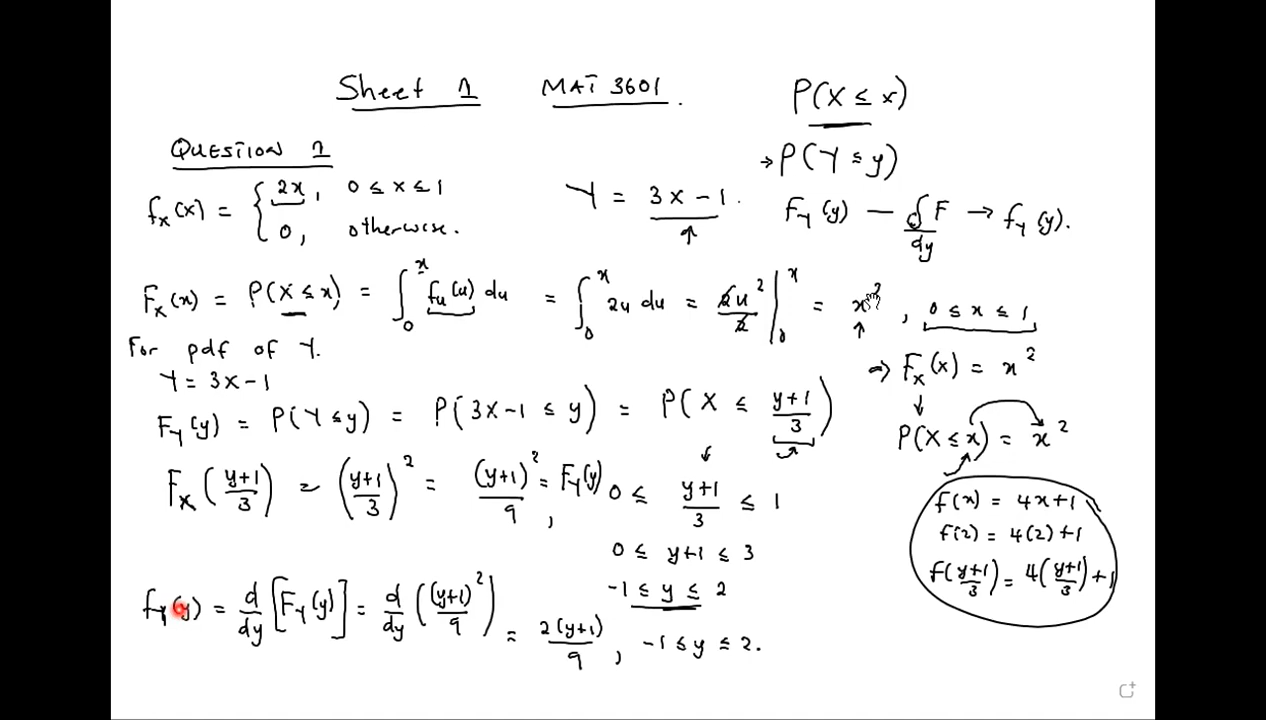 Sheet 1 MAT 3601.
P(X ≤ x)
→ P(Y ≤ y)
F_Y(y) — dF/dy → f_Y(y).
QUESTION 1
f_X(x) = { 2x, 0 ≤ x ≤ 1
0, otherwise.
Y = 3X - 1.
F_X(x) = P(X ≤ x) = ∫_0^x f_u(u) du = ∫_0^x 2u du = 2u²/2 |_0^x = x², 0 ≤ x ≤ 1
⇒ F_X(x) = x²
P(X ≤ x) = x²
For pdf of Y.
Y = 3X - 1
F_Y(y) = P(Y ≤ y) = P(3X - 1 ≤ y) = P(X ≤ (y+1)/3)
F_X((y+1)/3) = ((y+1)/3)² = (y+1)²/9 = F_Y(y), 0 ≤ (y+1)/3 ≤ 1
0 ≤ y+1 ≤ 3
-1 ≤ y ≤ 2
f(x) = 4x+1
f(2) = 4(2)+1
f((y+1)/3) = 4((y+1)/3)+1
f_Y(y) = d/dy [F_Y(y)] = d/dy ((y+1)²/9) = 2(y+1)/9, -1 ≤ y ≤ 2.